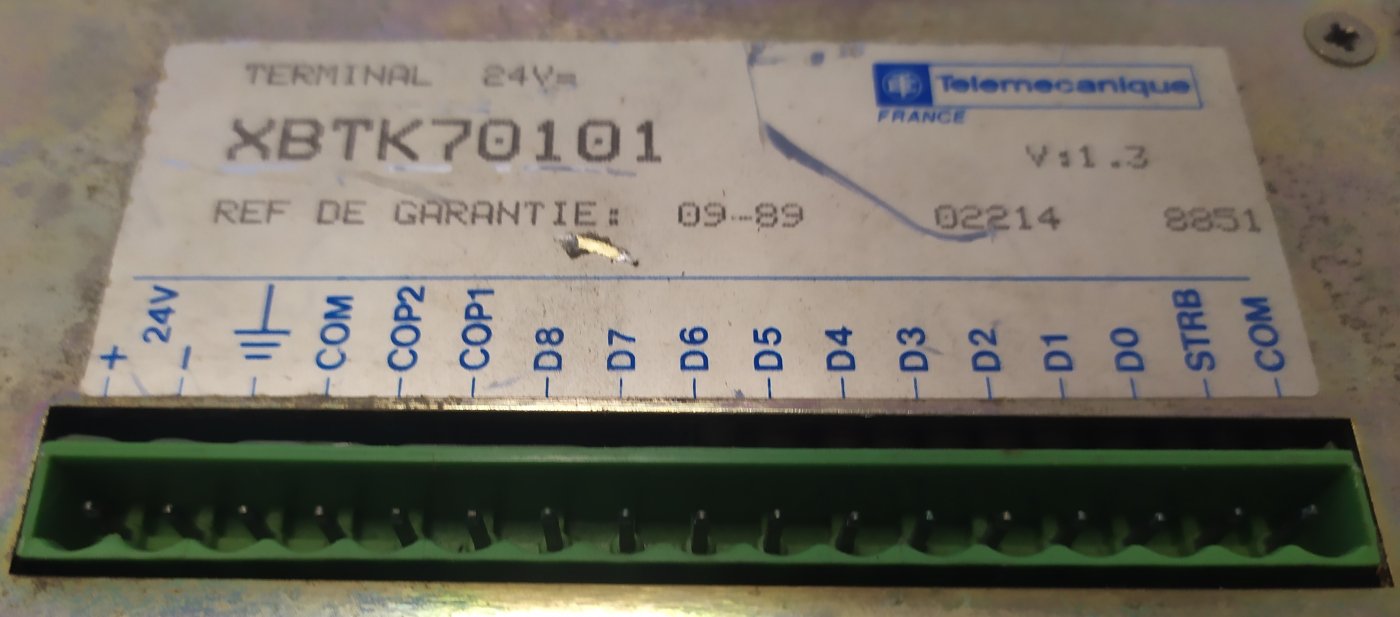 TERMINAL 24V=
XBTK70101
Telemecanique
FRANCE
V:1.3
REF DE GARANTIE: 09-89 02214 8851
+ 24V - COM COP2 COP1 D8 D7 D6 D5 D4 D3 D2 D1 D0 STRB COM